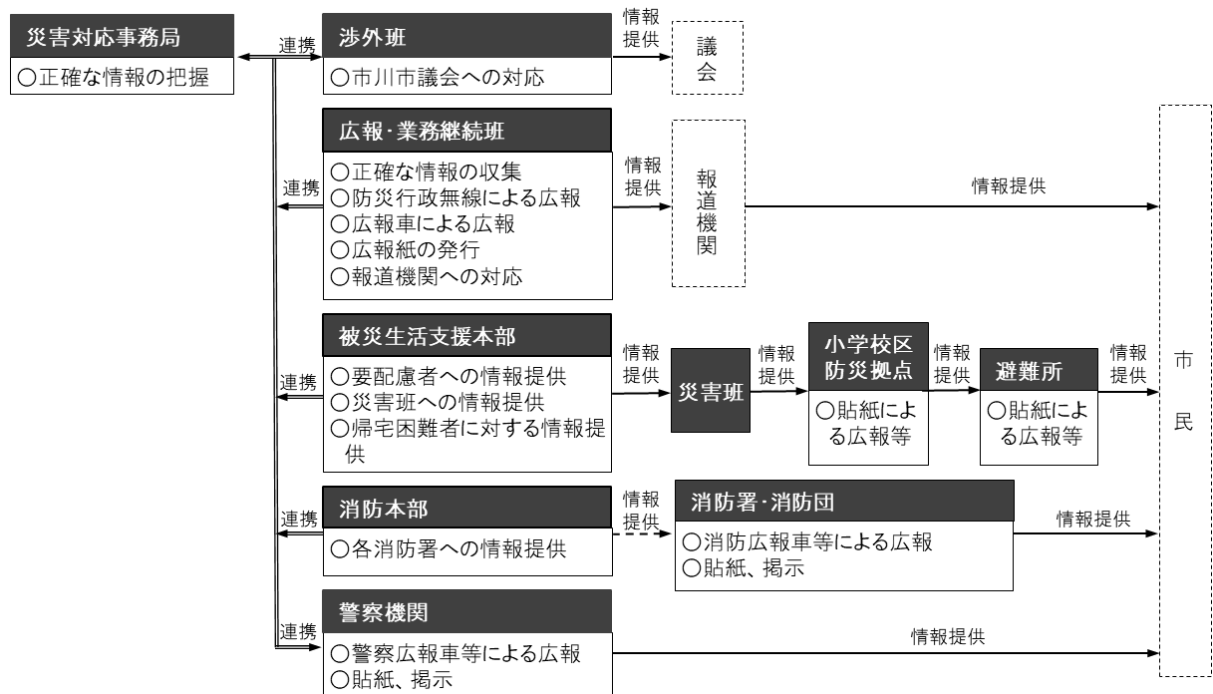 災害対応事務局
○正確な情報の把握
連携
渉外班
○市川市議会への対応
情報
提供
議
会
連携
広報・業務継続班
○正確な情報の収集
○防災行政無線による広報
○広報車による広報
○広報紙の発行
○報道機関への対応
情報
提供
報
道
機
関
情報提供
連携
被災生活支援本部
○要配慮者への情報提供
○災害班への情報提供
○帰宅困難者に対する情報提
供
情報
提供
災害班
情報
提供
小学校区
防災拠点
○貼紙によ
る広報等
情報
提供
避難所
○貼紙によ
る広報等
情報
提供
市
民
連携
消防本部
○各消防署への情報提供
情報
提供
消防署・消防団
○消防広報車等による広報
○貼紙、掲示
情報提供
連携
警察機関
○警察広報車等による広報
○貼紙、掲示
情報提供